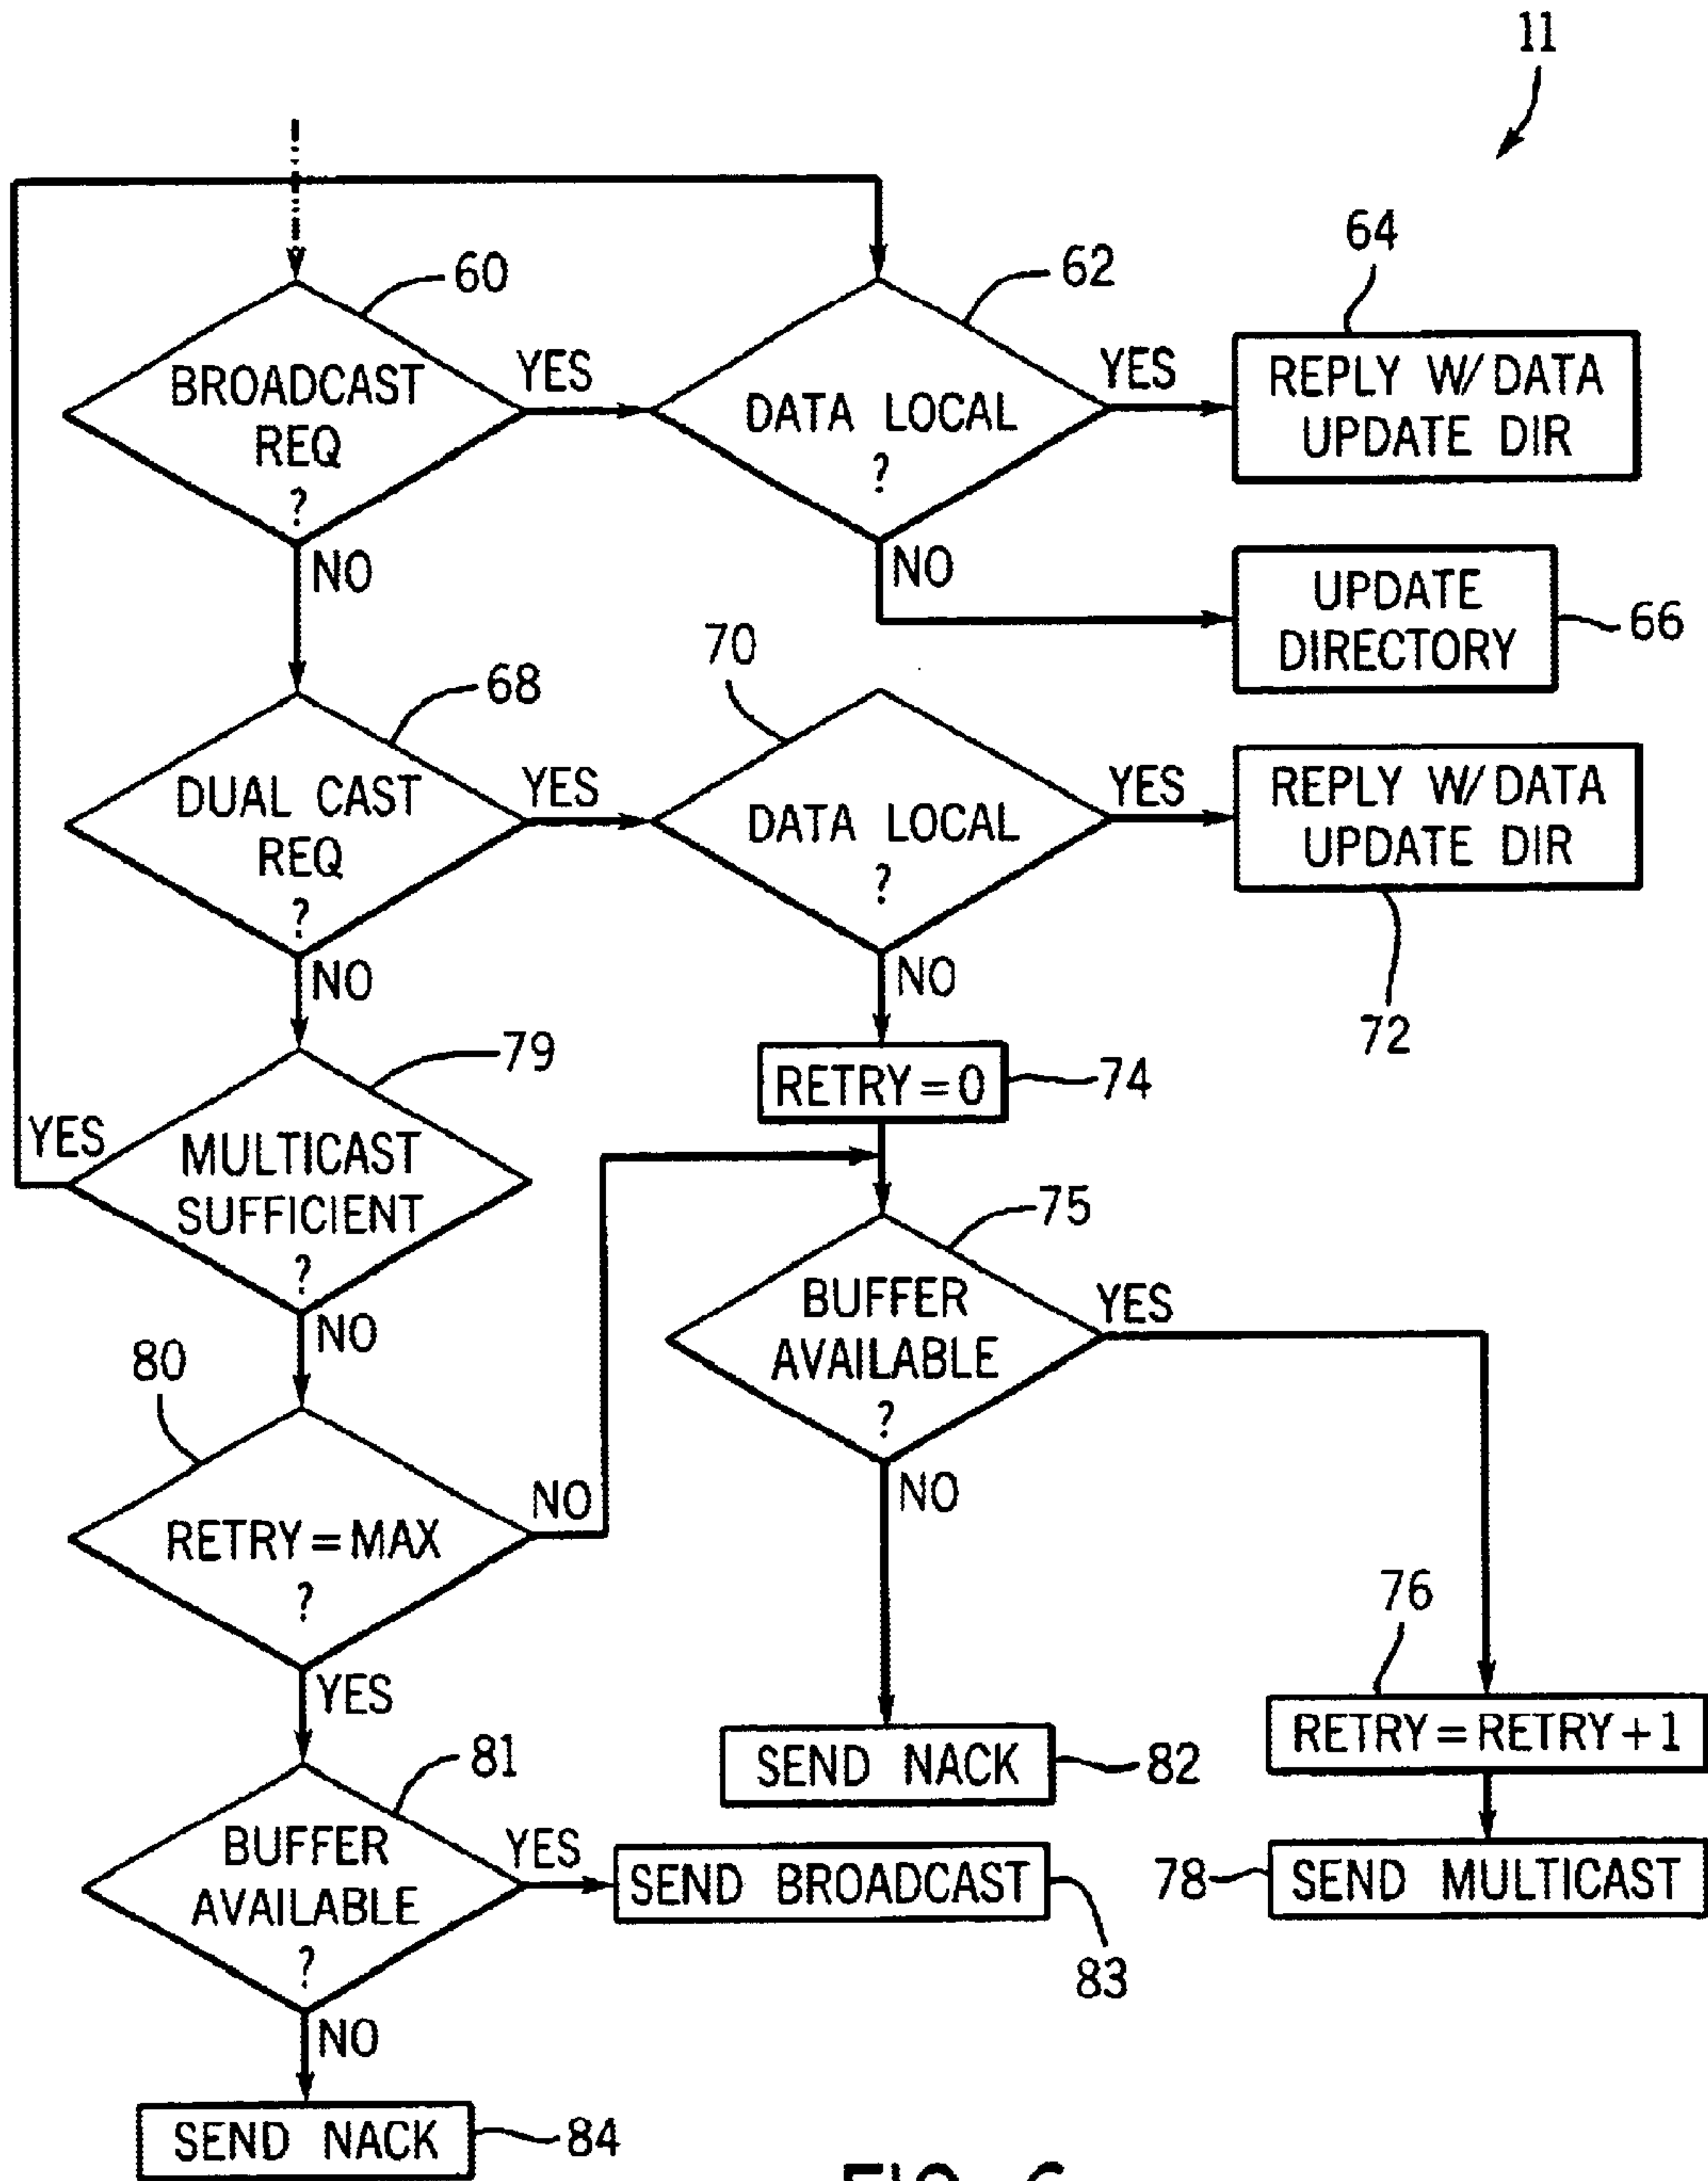 11
60
62
64
BROADCAST
REQ
?
YES
DATA LOCAL
?
YES
REPLY W/DATA
UPDATE DIR
NO
NO
UPDATE
DIRECTORY
66
68
70
DUAL CAST
REQ
?
YES
DATA LOCAL
?
YES
REPLY W/DATA
UPDATE DIR
72
NO
NO
RETRY=0
74
79
YES
MULTICAST
SUFFICIENT
?
NO
75
BUFFER
AVAILABLE
?
YES
NO
80
RETRY=MAX
?
NO
YES
76
RETRY=RETRY+1
SEND NACK
82
81
BUFFER
AVAILABLE
?
YES
SEND BROADCAST
83
78
SEND MULTICAST
NO
SEND NACK
84